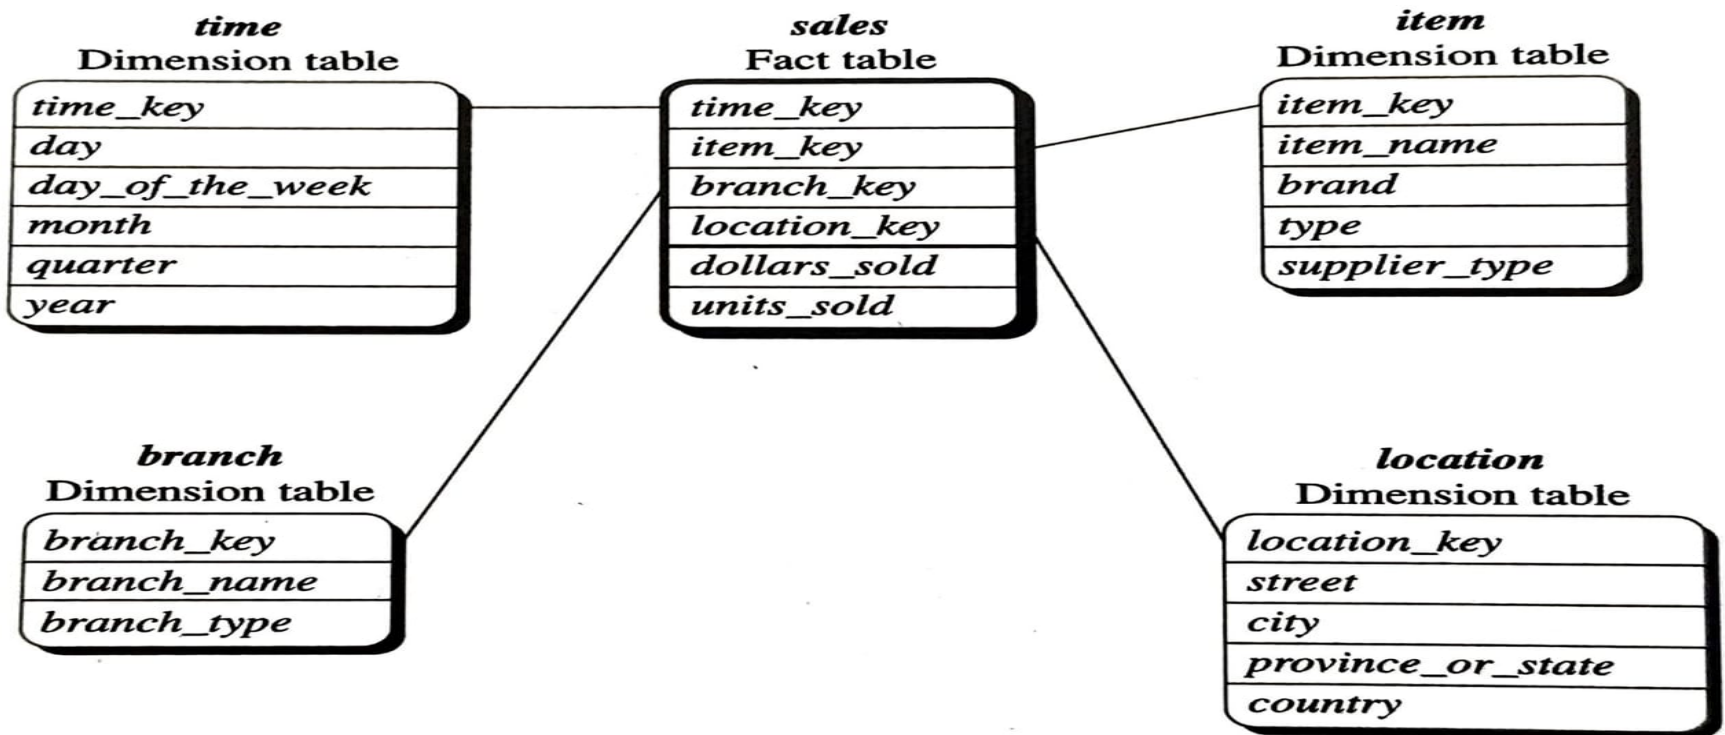 time
Dimension table
time_key
day
day_of_the_week
month
quarter
year
sales
Fact table
time_key
item_key
branch_key
location_key
dollars_sold
units_sold
item
Dimension table
item_key
item_name
brand
type
supplier_type
branch
Dimension table
branch_key
branch_name
branch_type
location
Dimension table
location_key
street
city
province_or_state
country